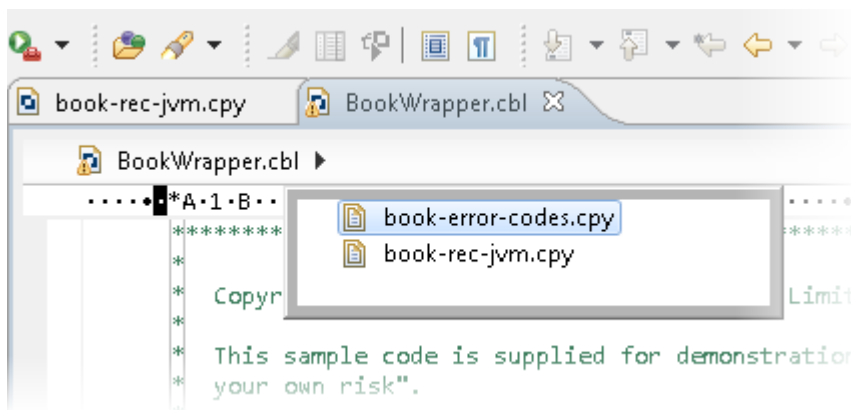 book-rec-jvm.cpy
BookWrapper.cbl
BookWrapper.cbl
*A·1·B··
book-error-codes.cpy
book-rec-jvm.cpy
********
*
* Copyr
*
* This sample code is supplied for demonstration
* your own risk".